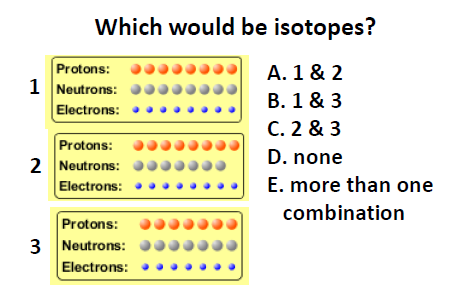 Which would be isotopes?
1
Protons:
Neutrons:
Electrons:
2
Protons:
Neutrons:
Electrons:
3
Protons:
Neutrons:
Electrons:
A. 1 & 2
B. 1 & 3
C. 2 & 3
D. none
E. more than one
combination